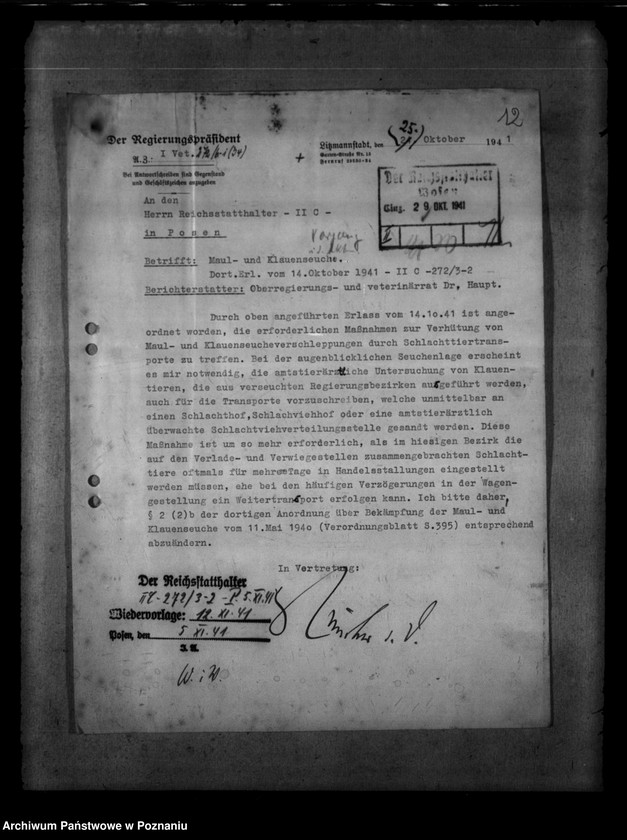 12
Der Regierungspräsident
A.Z.: I Vet.
Bei Antwortschreiben sind Gegenstand
und Geschäftszeichen anzugeben
Litzmannstadt, den 25. Oktober 1941
An den
Herrn Reichsstatthalter - II C -
in Posen
Posen
Eing. 29. OKT. 1941
Betrifft: Maul- und Klauenseuche.
Dort.Erl. vom 14.Oktober 1941 - II C -272/3-2
Berichterstatter: Oberregierungs- und veterinärrat Dr, Haupt.
Durch oben angeführten Erlass vom 14.10.41 ist ange-
ordnet worden, die erforderlichen Maßnahmen zur Verhütung von
Maul- und Klauenseucheverschleppungen durch Schlachttiertrans-
porte zu treffen. Bei der augenblicklichen Seuchenlage erscheint
es mir notwendig, die amtstierärztliche Untersuchung von Klauen-
tieren, die aus verseuchten Regierungsbezirken ausgeführt werden,
auch für die Transporte vorzuschreiben, welche unmittelbar an
einen Schlachthof, Schlachviehhof oder eine amtstierärztlich
überwachte Schlachtviehverteilungsstelle gesandt werden. Diese
Maßnahme ist um so mehr erforderlich, als im hiesigen Bezirk die
auf den Verlade- und Verwiegestellen zusammengebrachten Schlacht-
tiere oftmals für mehrere Tage in Handelsstallungen eingestellt
werden müssen, ehe bei den häufigen Verzögerungen in der Wagen-
gestellung ein Weitertransport erfolgen kann. Ich bitte daher,
§ 2 (2)b der dortigen Anordnung über Bekämpfung der Maul- und
Klauenseuche vom 11.Mai 1940 (Verordnungsblatt S.395) entsprechend
abzuändern.
In Vertretung:
Der Reichsstatthalter
II C-272/3-2
Wiedervorlage: 12. XI. 41
Posen, den 5 XI. 41
J. A.
Archiwum Państwowe w Poznaniu